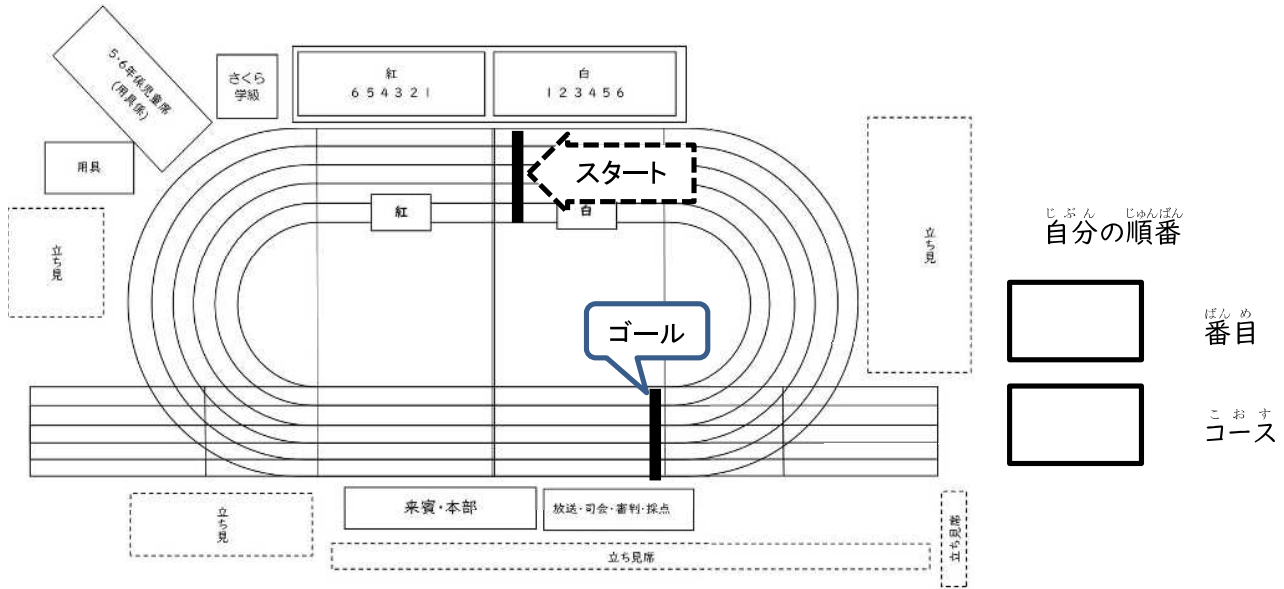 5・6年係児童席
(用具係)
さくら
学級
紅
6 5 4 3 2 1
白
1 2 3 4 5 6
用具
スタート
紅
白
立ち見
立ち見
ゴール
じぶん じゅんばん
自分の順番
ばんめ
番目
こおす
コース
立ち見
来賓・本部
放送・司会・審判・採点
立ち見席
立ち見席